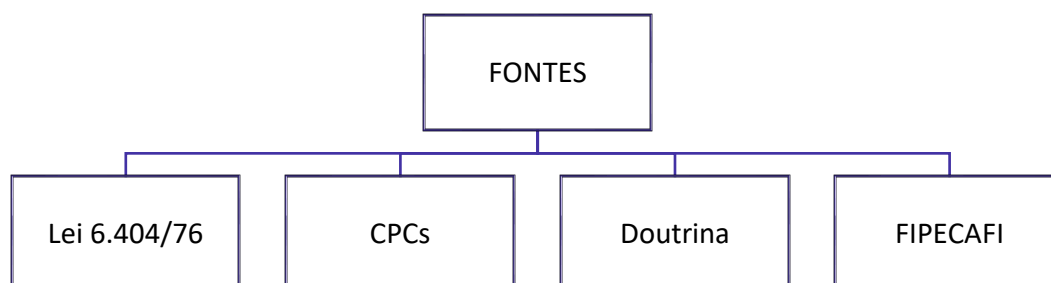 FONTES
Lei 6.404/76
CPCs
Doutrina
FIPECAFI